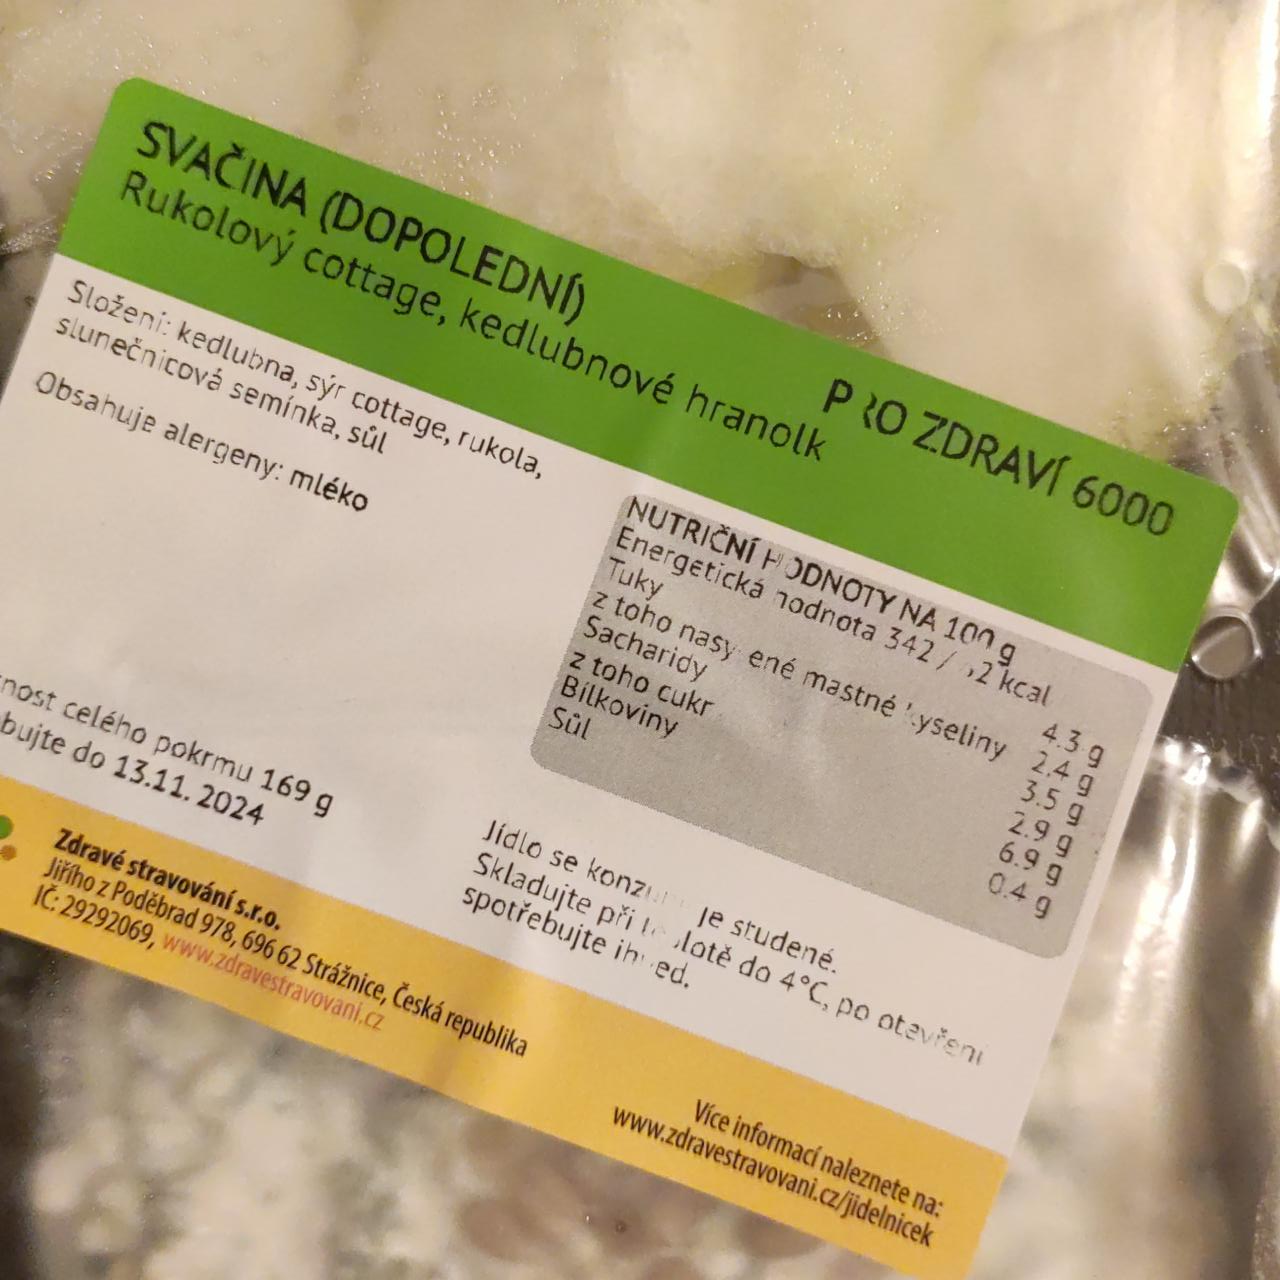 SVAČINA (DOPOLEDNÍ)
Rukolový cottage, kedlubnové hranolk
PRO ZDRAVÍ 6000
Složení: kedlubna, sýr cottage, rukola,
slunečnicová semínka, sůl
Obsahuje alergeny: mléko
NUTRIČNÍ HODNOTY NA 100 g
Energetická hodnota 342 / kcal
Tuky 4.3 g
z toho nasycené mastné kyseliny 2.4 g
Sacharidy 3.5 g
z toho cukr 2.9 g
Bílkoviny 6.9 g
Sůl 0.4 g
celého pokrmu 169 g
do 13.11. 2024
Jídlo se konzumuje studené.
Skladujte při teplotě do 4°C, po otevření
spotřebujte ihned.
Zdravé stravování s.r.o.
Jiřího z Poděbrad 978, 696 62 Strážnice, Česká republika
IČ: 29292069, www.zdravestravovani.cz
Více informací naleznete na:
www.zdravestravovani.cz/jidelnicek